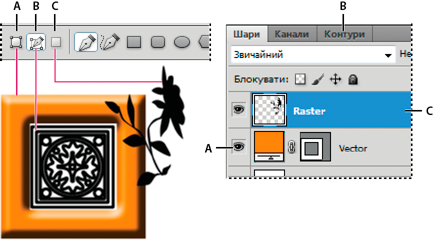 A B C
B
Шари Канали Контури
Звичайний Не
Блокувати:
Raster C
A Vector